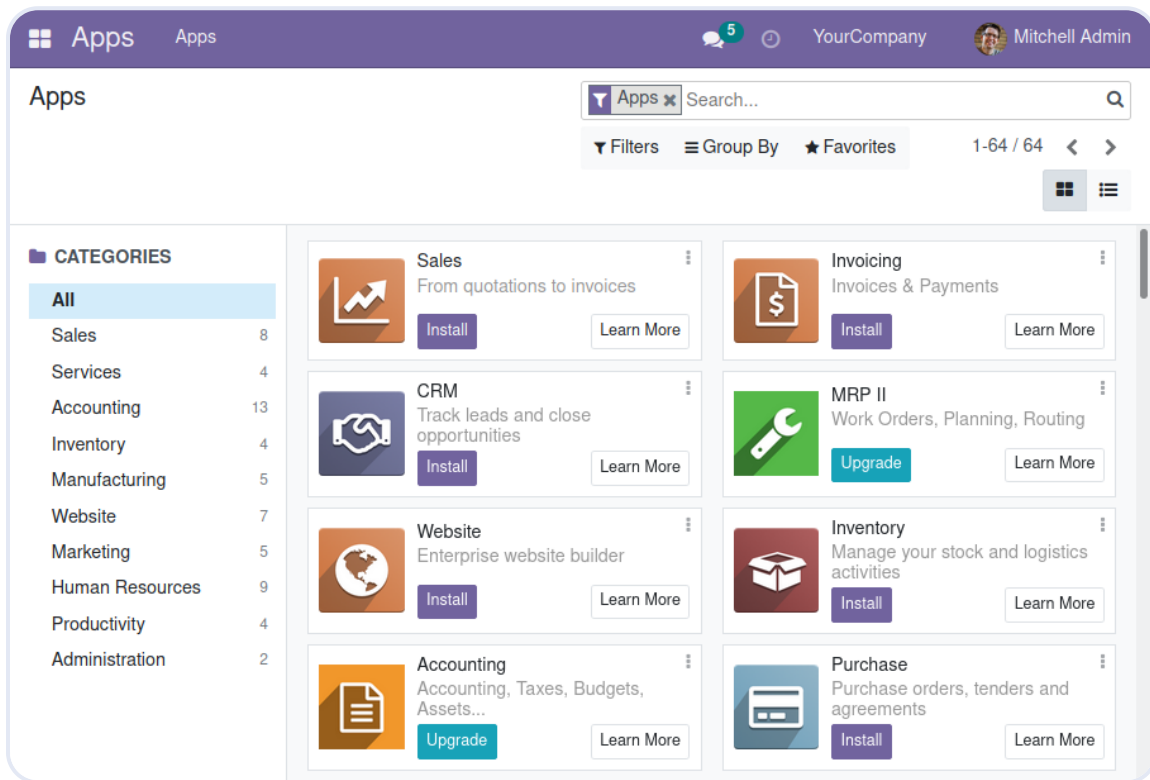 Apps Apps 5 YourCompany Mitchell Admin
Apps
Apps Search...
Filters Group By Favorites 1-64 / 64
CATEGORIES
All
Sales 8
Services 4
Accounting 13
Inventory 4
Manufacturing 5
Website 7
Marketing 5
Human Resources 9
Productivity 4
Administration 2
Sales
From quotations to invoices
Install Learn More
Invoicing
Invoices & Payments
Install Learn More
CRM
Track leads and close
opportunities
Install Learn More
MRP II
Work Orders, Planning, Routing
Upgrade Learn More
Website
Enterprise website builder
Install Learn More
Inventory
Manage your stock and logistics
activities
Install Learn More
Accounting
Accounting, Taxes, Budgets,
Assets...
Upgrade Learn More
Purchase
Purchase orders, tenders and
agreements
Install Learn More